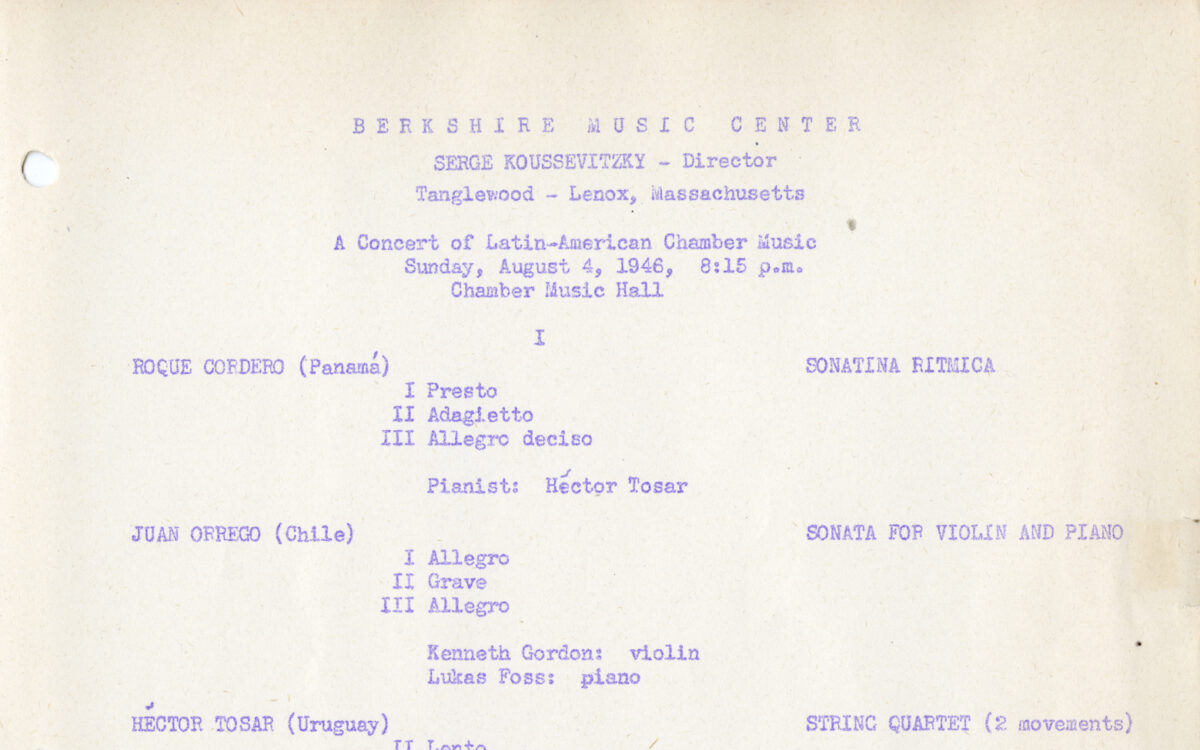 BERKSHIRE MUSIC CENTER
SERGE KOUSSEVITZKY - Director
Tanglewood - Lenox, Massachusetts
A Concert of Latin-American Chamber Music
Sunday, August 4, 1946, 8:15 p.m.
Chamber Music Hall
I
ROQUE CORDERO (Panamá) SONATINA RITMICA
I Presto
II Adagietto
III Allegro deciso
Pianist: Héctor Tosar
JUAN ORREGO (Chile) SONATA FOR VIOLIN AND PIANO
I Allegro
II Grave
III Allegro
Kenneth Gordon: violin
Lukas Foss: piano
HÉCTOR TOSAR (Uruguay) STRING QUARTET (2 movements)
II Lento